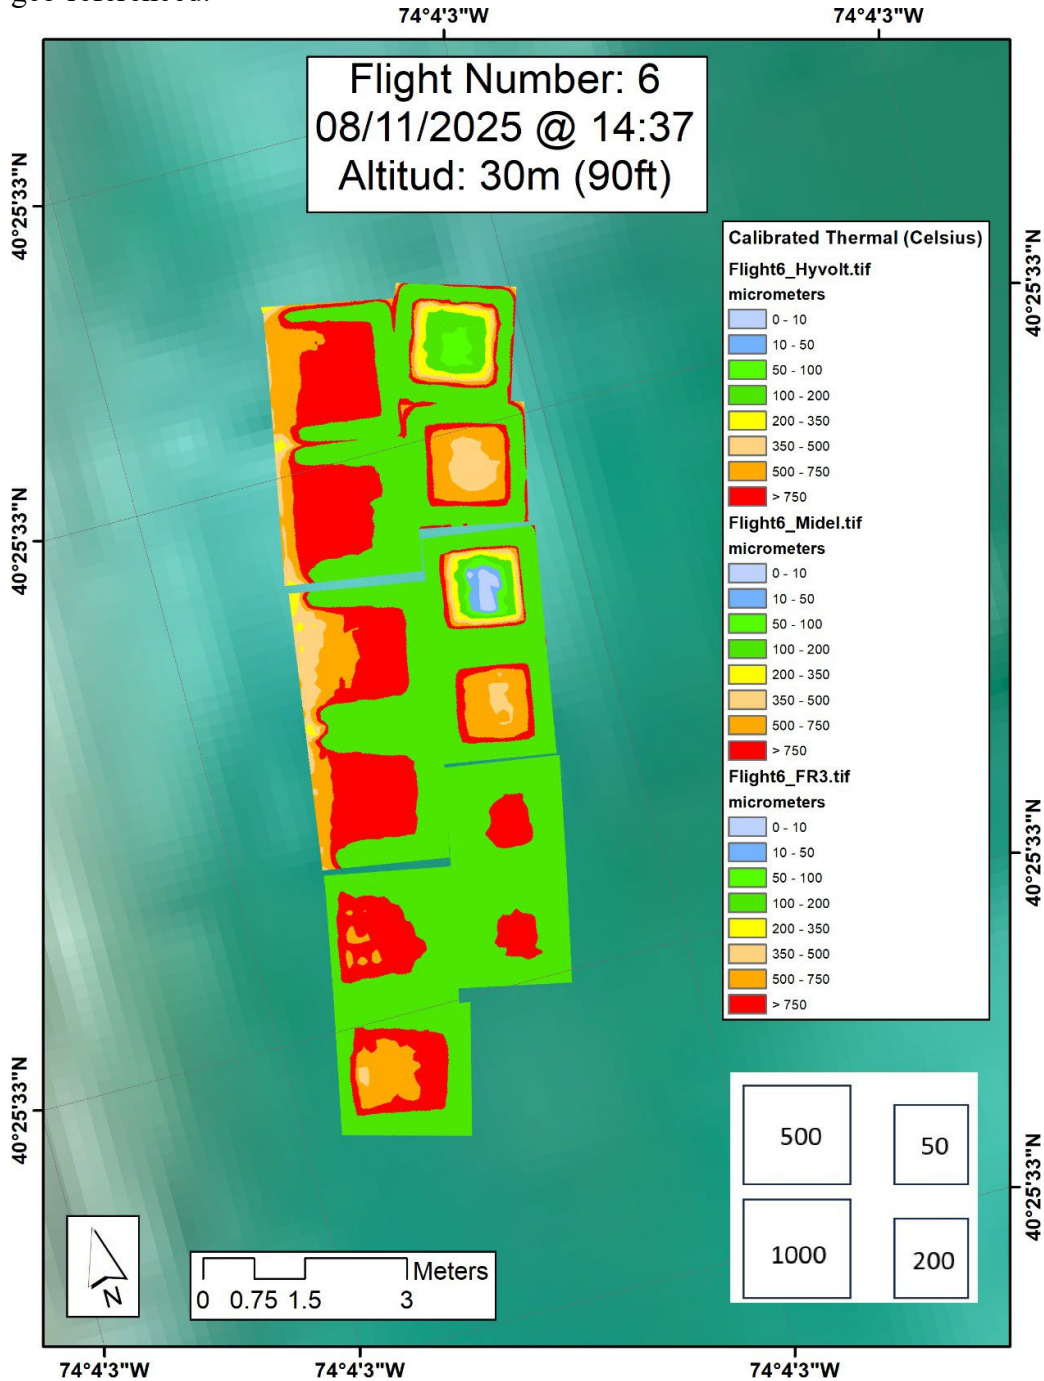 geo-referenced.
74°4'3"W 74°4'3"W
Flight Number: 6
08/11/2025 @ 14:37
Altitud: 30m (90ft)
40°25'33"N
40°25'33"N
40°25'33"N
40°25'33"N
40°25'33"N
40°25'33"N
Calibrated Thermal (Celsius)
Flight6_Hyvolt.tif
micrometers
0 - 10
10 - 50
50 - 100
100 - 200
200 - 350
350 - 500
500 - 750
> 750
Flight6_Midel.tif
micrometers
0 - 10
10 - 50
50 - 100
100 - 200
200 - 350
350 - 500
500 - 750
> 750
Flight6_FR3.tif
micrometers
0 - 10
10 - 50
50 - 100
100 - 200
200 - 350
350 - 500
500 - 750
> 750
500 50
1000 200
N
Meters
0 0.75 1.5 3
74°4'3"W 74°4'3"W 74°4'3"W